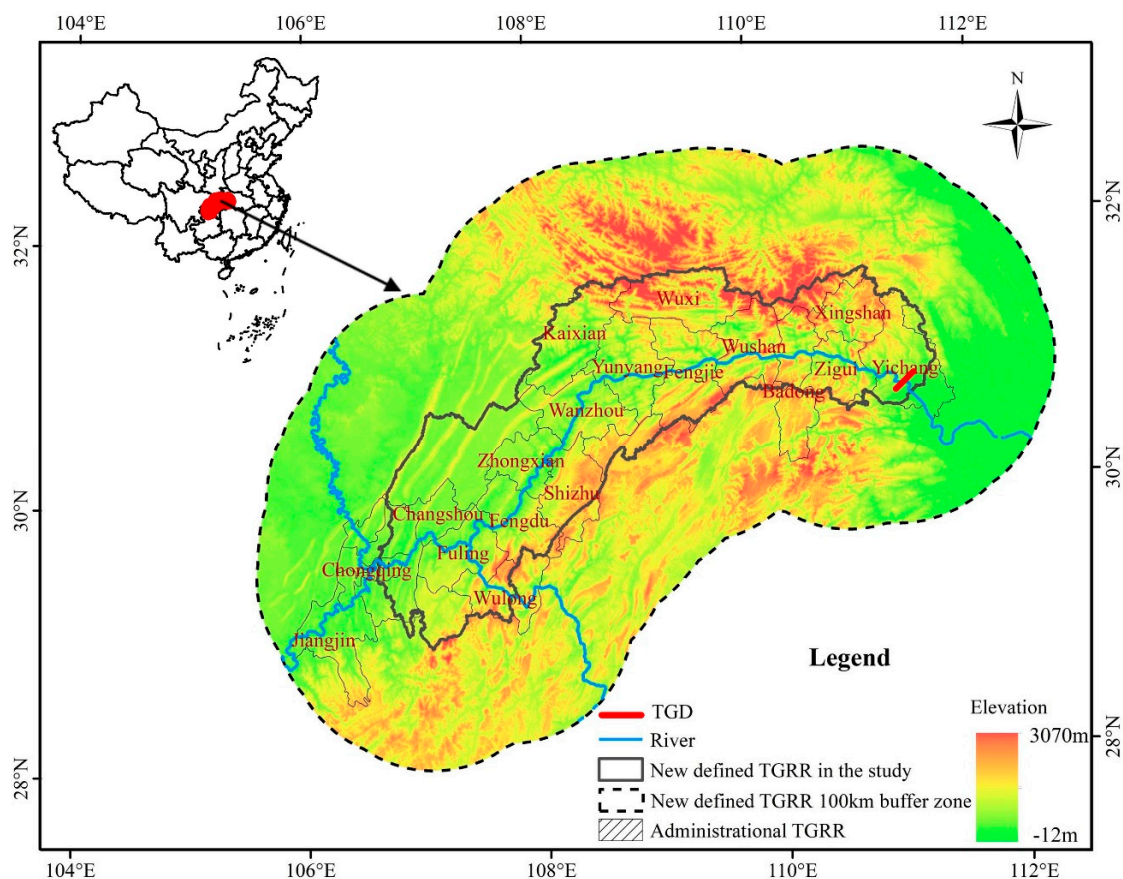 104°E 106°E 108°E 110°E 112°E
N
32°N 32°N
Wuxi
Xingshan
Kaixian
Wushan
Yunyang Fengjie Zigui Yichang
Badong
Wanzhou
Zhongxian
30°N 30°N
Shizhu
Changshou Fengdu
Fuling
Chongqing
Wulong
Jiangjin
Legend
TGD
River
New defined TGRR in the study
New defined TGRR 100km buffer zone
Administrational TGRR
Elevation
3070m
-12m
28°N 28°N
104°E 106°E 108°E 110°E 112°E